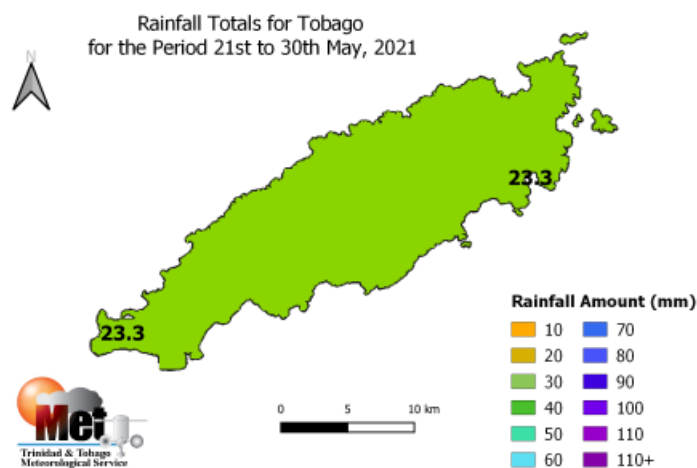 Rainfall Totals for Tobago
for the Period 21st to 30th May, 2021
N
23.3
23.3
Rainfall Amount (mm)
10 70
20 80
30 90
40 100
50 110
60 110+
0 5 10 km
Met
Trinidad & Tobago
Meteorological Service